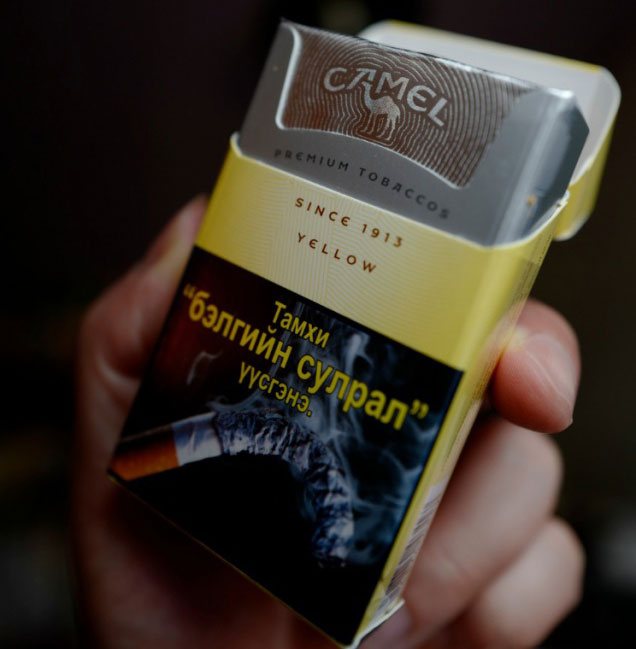 CAMEL
PREMIUM TOBACCOS
SINCE 1913
YELLOW
Тамхи
“бэлгийн сулрал”
үүсгэнэ.